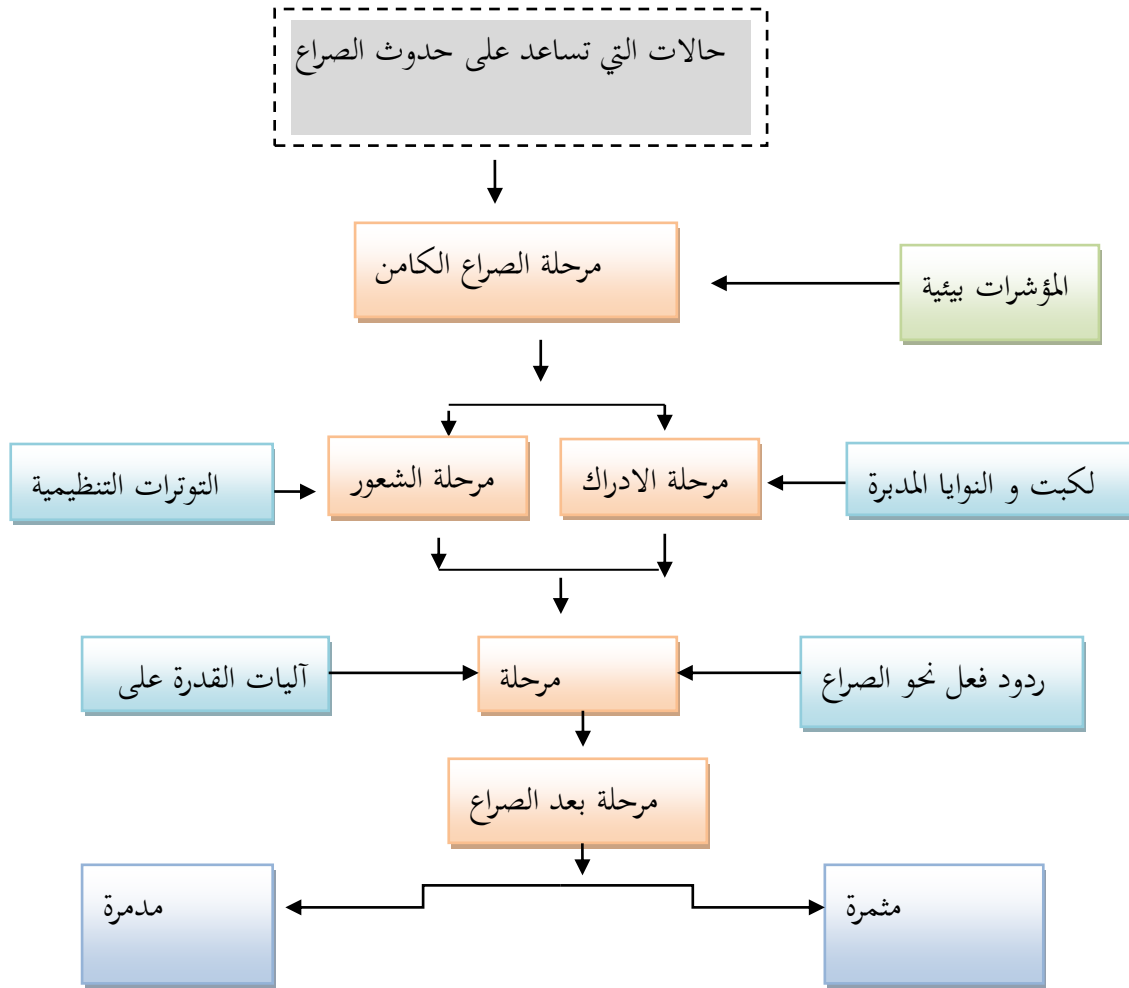 حالات التي تساعد على حدوث الصراع
مرحلة الصراع الكامن
المؤشرات بيئية
لكبت و النوايا المدبرة
مرحلة الادراك
مرحلة الشعور
التوترات التنظيمية
ردود فعل نحو الصراع
مرحلة
آليات القدرة على
مرحلة بعد الصراع
مثمرة
مدمرة